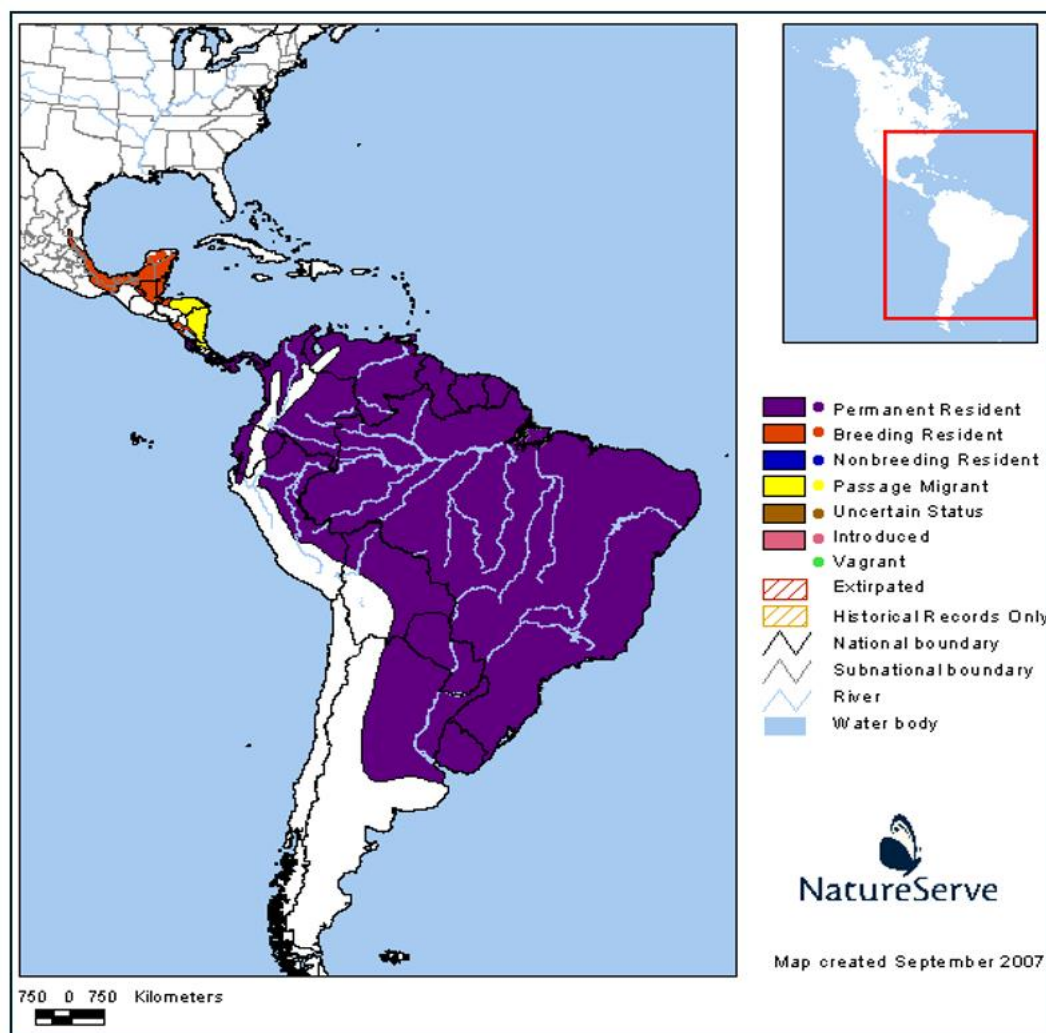 Permanent Resident
Breeding Resident
Nonbreeding Resident
Passage Migrant
Uncertain Status
Introduced
Vagrant
Extirpated
Historical Records Only
National boundary
Subnational boundary
River
Water body
NatureServe
Map created September 2007
750 0 750 Kilometers